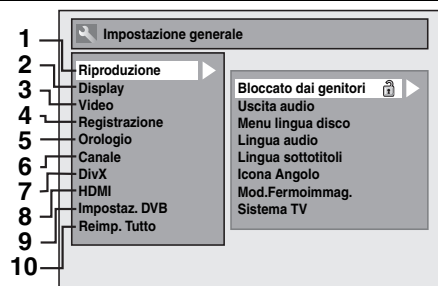 Impostazione generale
1 Riproduzione
2 Display
3 Video
4 Registrazione
5 Orologio
6 Canale
7 DivX
8 HDMI
9 Impostaz. DVB
10 Reimp. Tutto
Bloccato dai genitori
Uscita audio
Menu lingua disco
Lingua audio
Lingua sottotitoli
Icona Angolo
Mod.Fermoimmag.
Sistema TV